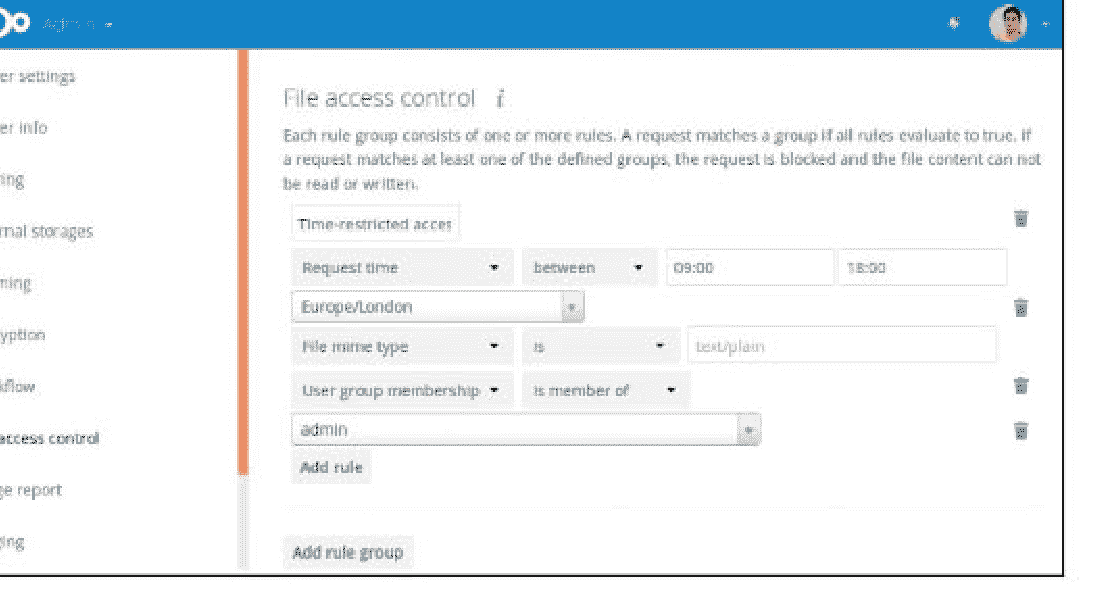 Admin
er settings
er info
ring
rnal storages
ming
yption
kflow
access control
ge report
ging
File access control i
Each rule group consists of one or more rules. A request matches a group if all rules evaluate to true. If
a request matches at least one of the defined groups, the request is blocked and the file content can not
be read or written.
Time-restricted acces
Request time between 09:00 18:00
Europe/London
File mime type is text/plain
User group membership is member of
admin
Add rule
Add rule group